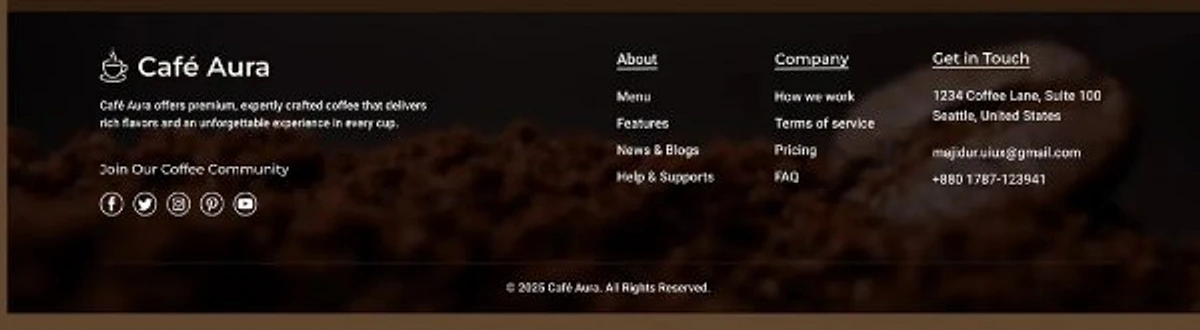 Café Aura
Café Aura offers premium, expertly crafted coffee that delivers
rich flavors and an unforgettable experience in every cup.
Join Our Coffee Community
About
Menu
Features
News & Blogs
Help & Supports
Company
How we work
Terms of service
Pricing
FAQ
Get in Touch
1234 Coffee Lane, Suite 100
Seattle, United States
majidur.uiux@gmail.com
+880 1787-123941
© 2025 Café Aura. All Rights Reserved.